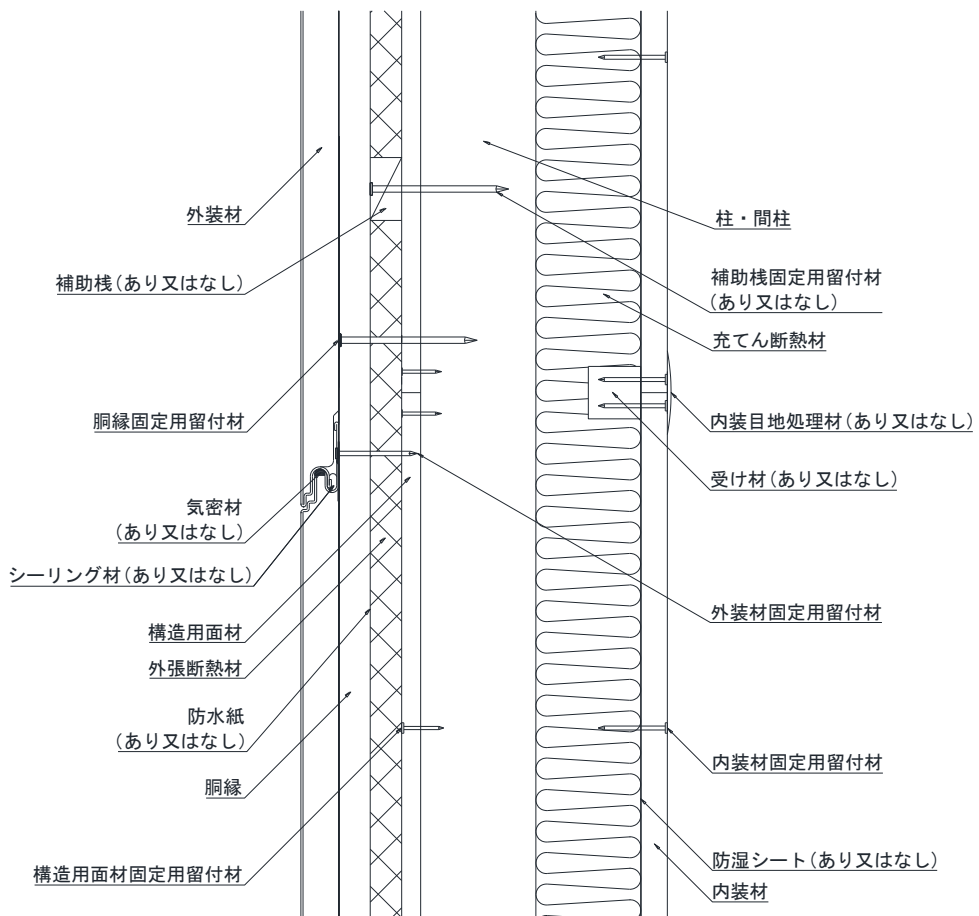 外装材
補助桟(あり又はなし)
胴縁固定用留付材
気密材
(あり又はなし)
シーリング材(あり又はなし)
構造用面材
外張断熱材
防水紙
(あり又はなし)
胴縁
構造用面材固定用留付材
柱・間柱
補助桟固定用留付材
(あり又はなし)
充てん断熱材
内装目地処理材(あり又はなし)
受け材(あり又はなし)
外装材固定用留付材
内装材固定用留付材
防湿シート(あり又はなし)
内装材